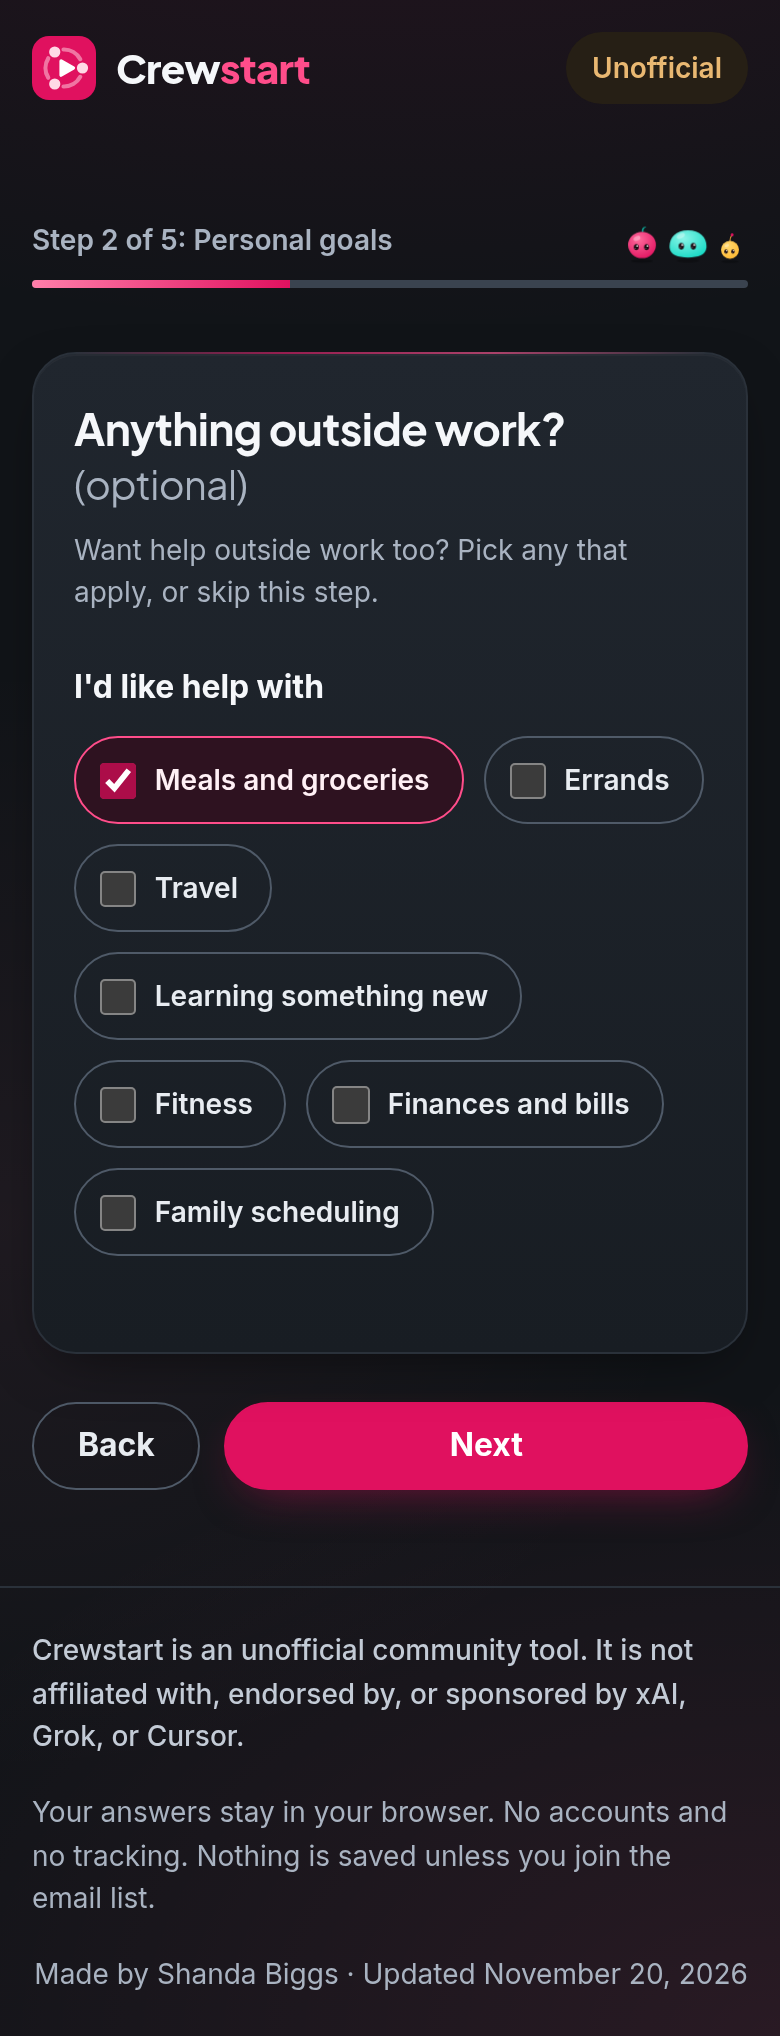 Crewstart
Unofficial
Step 2 of 5: Personal goals
Anything outside work?
(optional)
Want help outside work too? Pick any that
apply, or skip this step.
I'd like help with
Meals and groceries
Errands
Travel
Learning something new
Fitness
Finances and bills
Family scheduling
Back
Next
Crewstart is an unofficial community tool. It is not
affiliated with, endorsed by, or sponsored by xAI,
Grok, or Cursor.
Your answers stay in your browser. No accounts and
no tracking. Nothing is saved unless you join the
email list.
Made by Shanda Biggs · Updated November 20, 2026